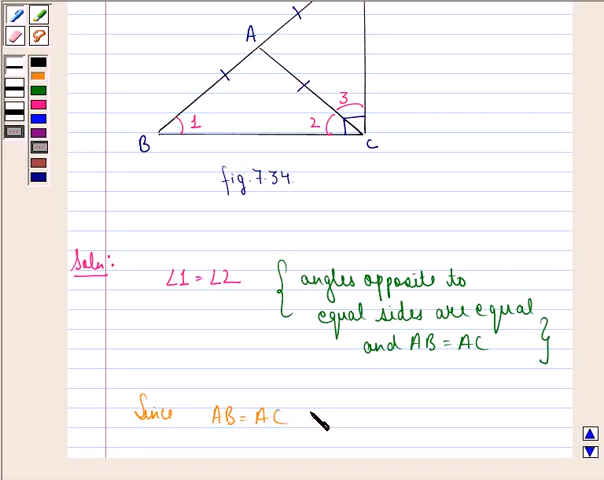 A
3
1
2
B
C
fig.7.34.
Soln:
∠1 = ∠2 { angles opposite to
equal sides are equal
and AB = AC }
Since AB = AC